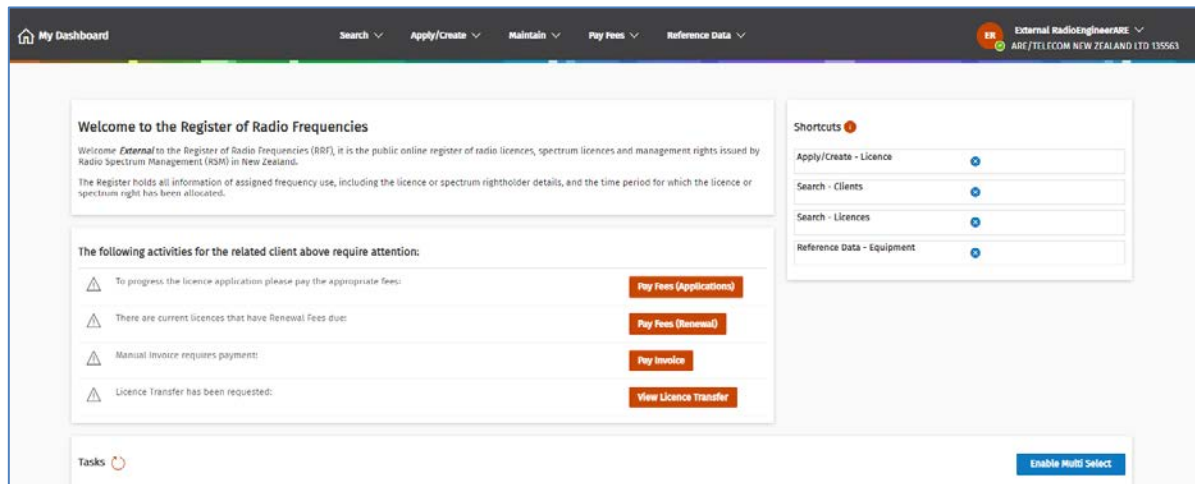 My Dashboard
Search
Apply/Create
Maintain
Pay Fees
Reference Data
ER
External RadioEngineerARE
ARE/TELECOM NEW ZEALAND LTD 135563
Welcome to the Register of Radio Frequencies
Welcome External to the Register of Radio Frequencies (RRF), it is the public online register of radio licences, spectrum licences and management rights issued by
Radio Spectrum Management (RSM) in New Zealand.
The Register holds all information of assigned frequency use, including the licence or spectrum rightholder details, and the time period for which the licence or
spectrum right has been allocated.
Shortcuts
Apply/Create - Licence
Search - Clients
Search - Licences
Reference Data - Equipment
The following activities for the related client above require attention:
To progress the licence application please pay the appropriate fees:
Pay Fees (Applications)
There are current licences that have Renewal Fees due:
Pay Fees (Renewal)
Manual Invoice requires payment:
Pay Invoice
Licence Transfer has been requested:
View Licence Transfer
Tasks
Enable Multi Select